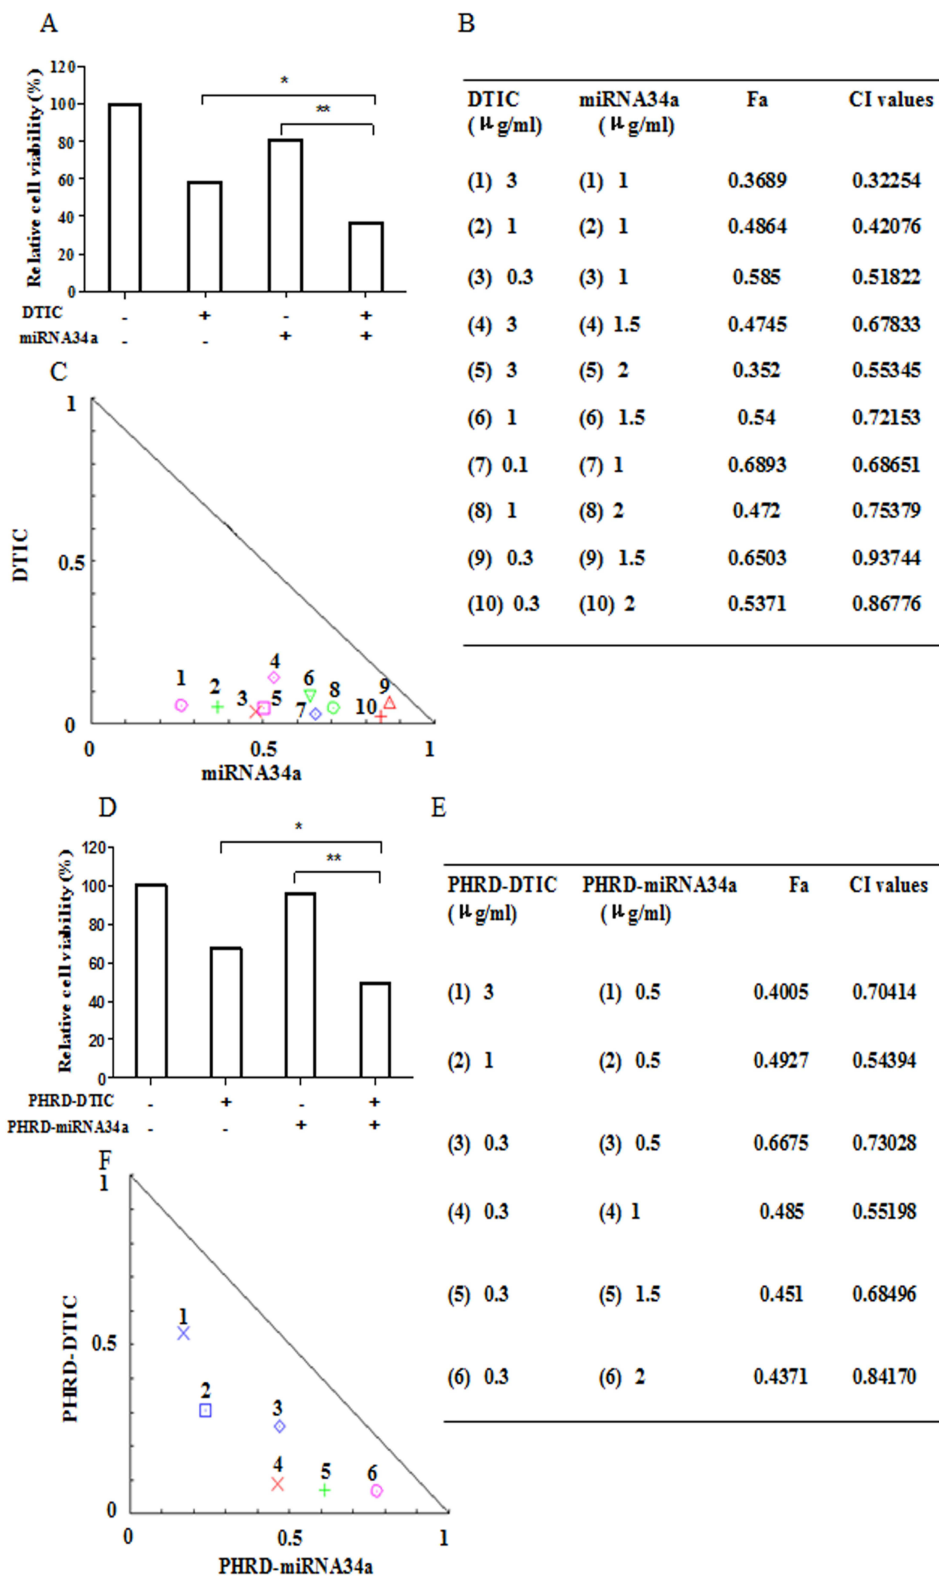 A
B
120
100
80
60
40
20
0
Relative cell viability (%)
*
**
DTIC - + - +
miRNA34a - - + +
DTIC miRNA34a Fa CI values
(μg/ml) (μg/ml)
(1) 3 (1) 1 0.3689 0.32254
(2) 1 (2) 1 0.4864 0.42076
(3) 0.3 (3) 1 0.585 0.51822
(4) 3 (4) 1.5 0.4745 0.67833
(5) 3 (5) 2 0.352 0.55345
(6) 1 (6) 1.5 0.54 0.72153
(7) 0.1 (7) 1 0.6893 0.68651
(8) 1 (8) 2 0.472 0.75379
(9) 0.3 (9) 1.5 0.6503 0.93744
(10) 0.3 (10) 2 0.5371 0.86776
C
1
0.5
0
DTIC
1 2 3 4 5 6 7 8 9 10
0 0.5 1
miRNA34a
D
E
120
100
80
60
40
20
0
Relative cell viability (%)
*
**
PHRD-DTIC - + - +
PHRD-miRNA34a - - + +
PHRD-DTIC PHRD-miRNA34a Fa CI values
(μg/ml) (μg/ml)
(1) 3 (1) 0.5 0.4005 0.70414
(2) 1 (2) 0.5 0.4927 0.54394
(3) 0.3 (3) 0.5 0.6675 0.73028
(4) 0.3 (4) 1 0.485 0.55198
(5) 0.3 (5) 1.5 0.451 0.68496
(6) 0.3 (6) 2 0.4371 0.84170
F
1
0.5
0
PHRD-DTIC
1
2
3
4 5 6
0 0.5 1
PHRD-miRNA34a